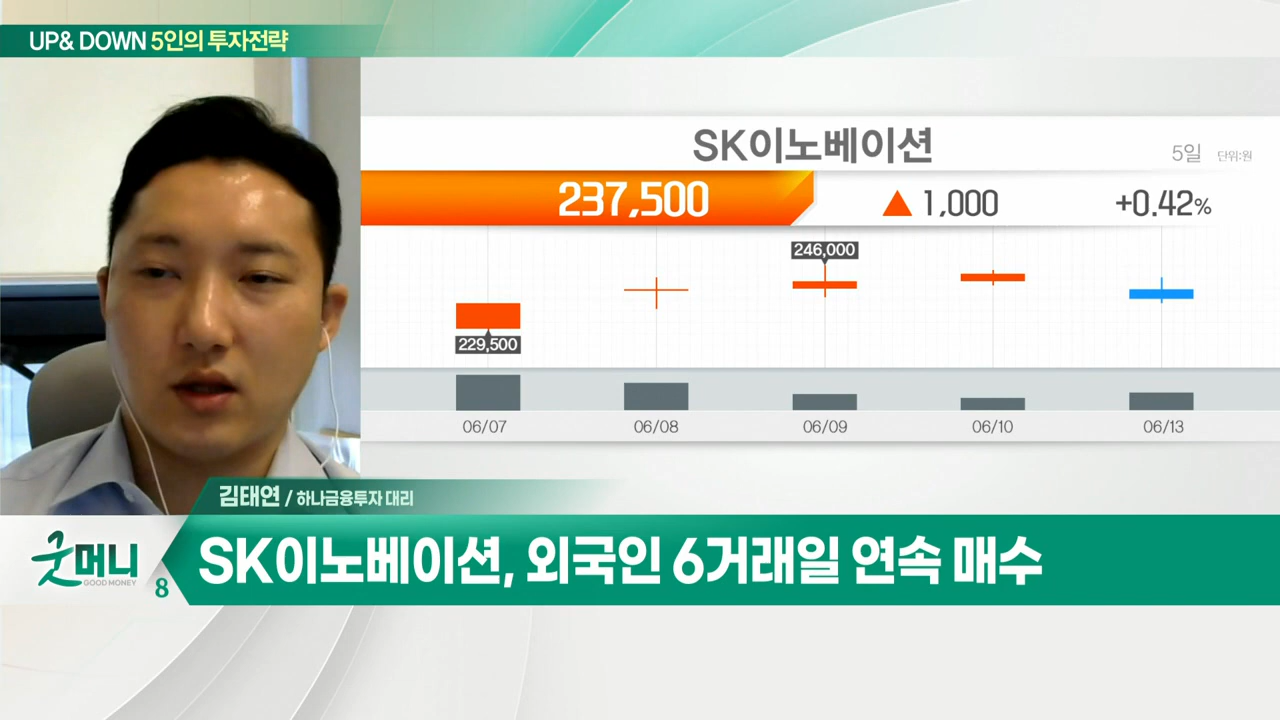 UP& DOWN 5인의 투자전략
SK이노베이션
5일 단위:원
237,500 ▲ 1,000 +0.42%
246,000
229,500
06/07 06/08 06/09 06/10 06/13
김태연 / 하나금융투자 대리
굿머니
GOOD MONEY
8
SK이노베이션, 외국인 6거래일 연속 매수